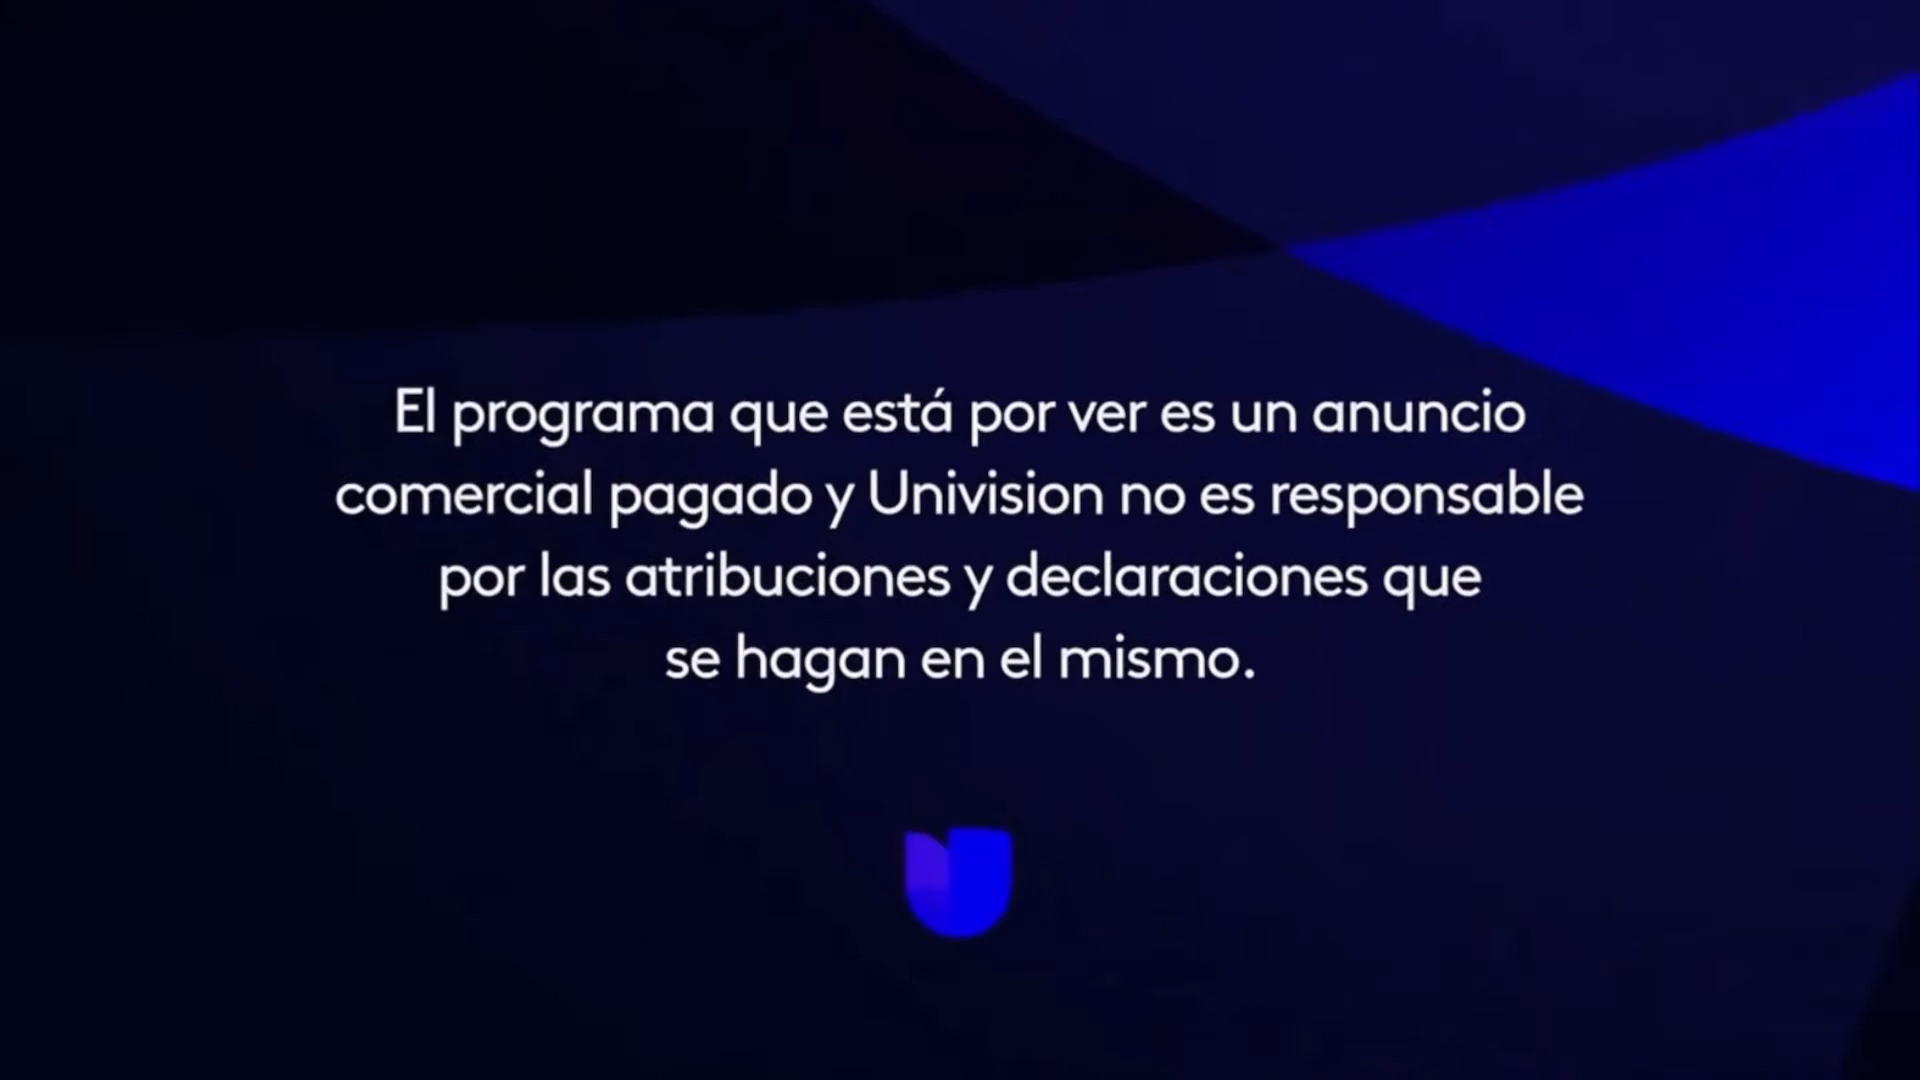 El programa que está por ver es un anuncio
comercial pagado y Univision no es responsable
por las atribuciones y declaraciones que
se hagan en el mismo.